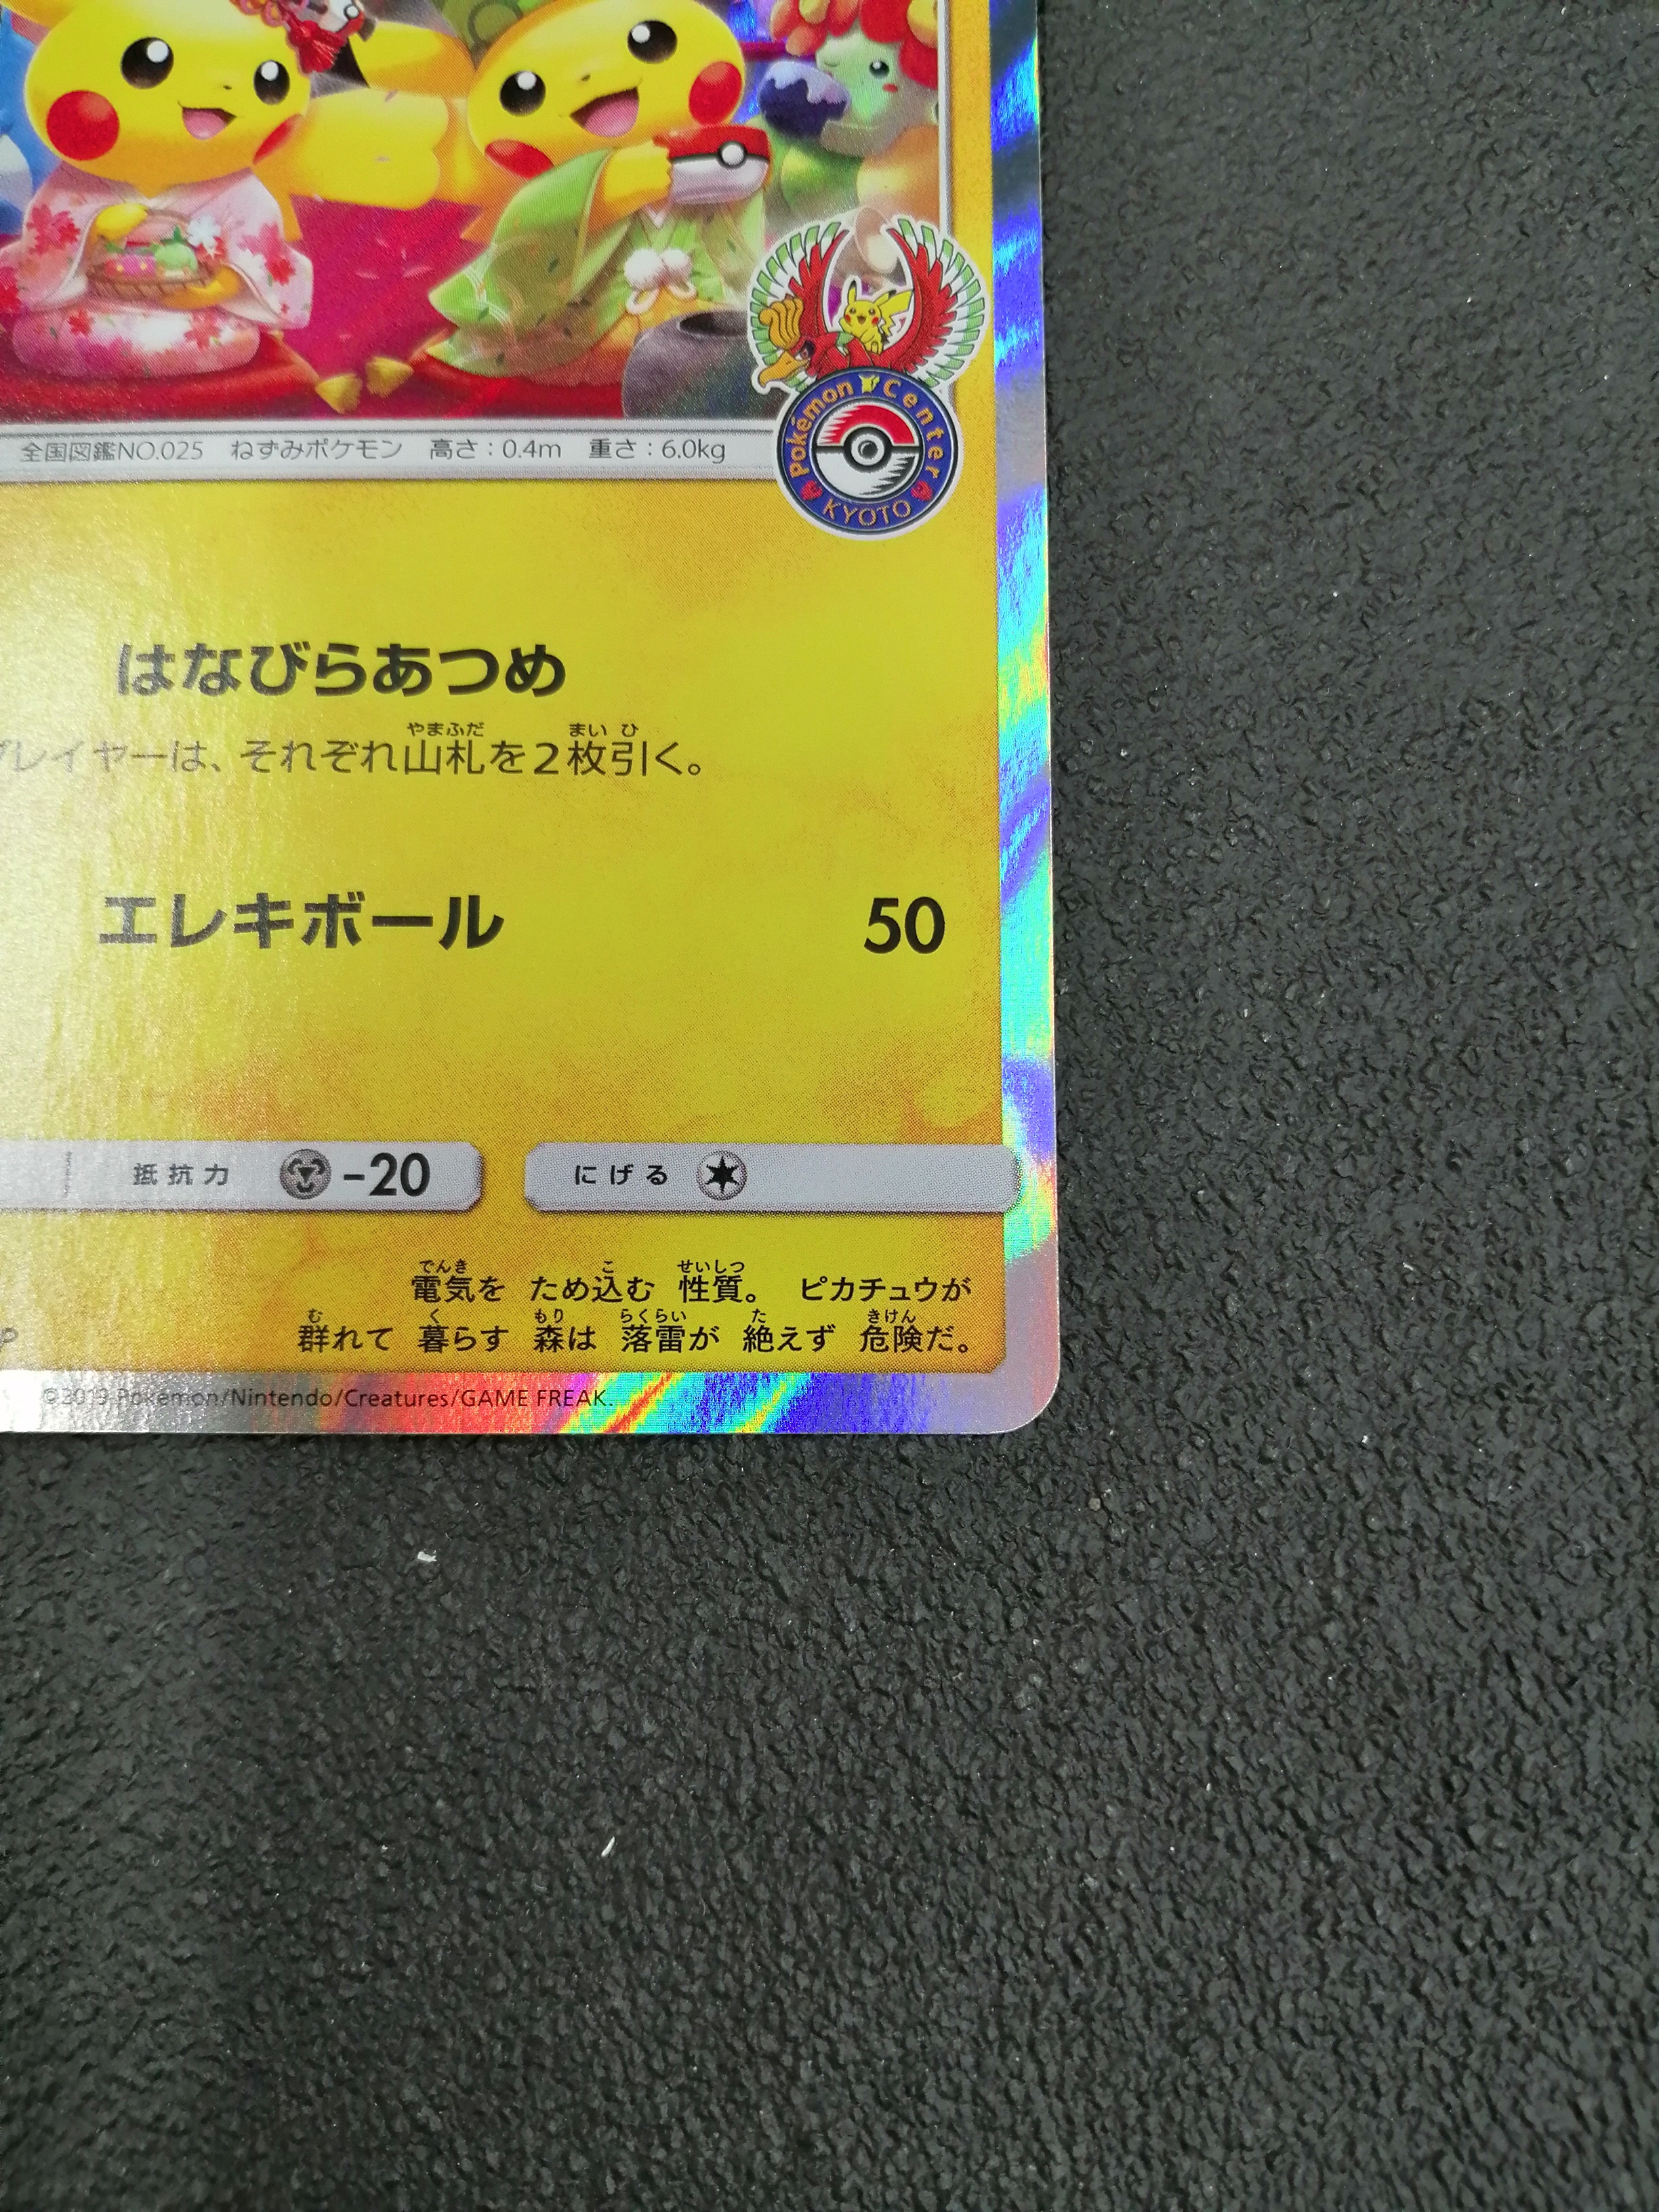 Pokémon Center
KYOTO
全国図鑑NO.025 ねずみポケモン 高さ:0.4m 重さ:6.0kg
はなびらあつめ
やまふだ まい ひ
プレイヤーは、それぞれ山札を2枚引く。
エレキボール 50
抵抗力 -20 にげる
でんき こ せいしつ
電気を ため込む 性質。 ピカチュウが
む く もり らくらい た きけん
群れて 暮らす 森は 落雷が 絶えず 危険だ。
©2019 Pokémon/Nintendo/Creatures/GAME FREAK.